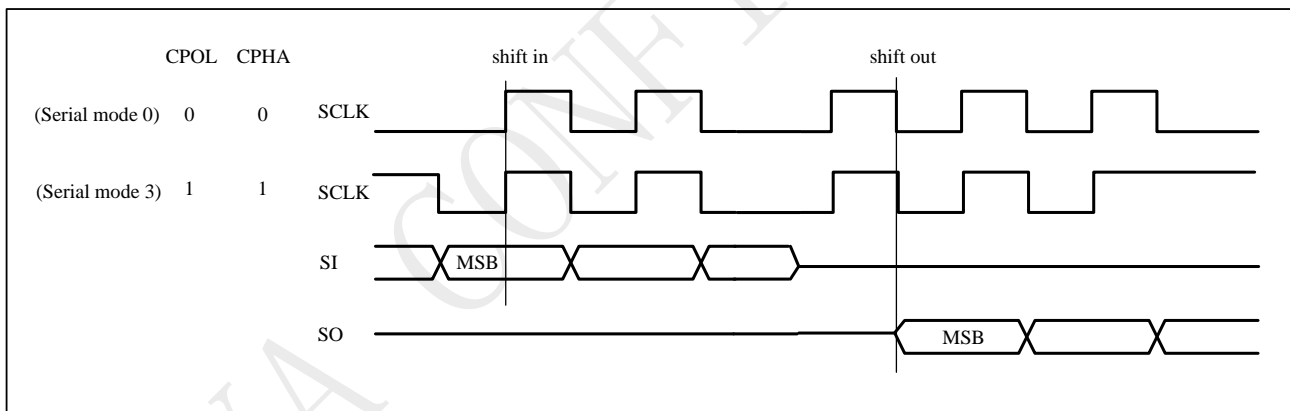 CPOL CPHA shift in shift out
(Serial mode 0) 0 0 SCLK
(Serial mode 3) 1 1 SCLK
SI MSB
SO MSB